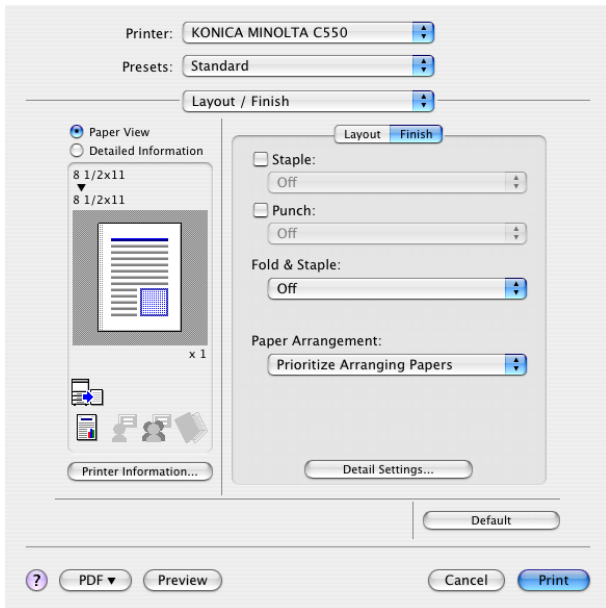 Printer: KONICA MINOLTA C550
Presets: Standard
Layout / Finish
Paper View
Detailed Information
8 1/2x11
8 1/2x11
x 1
Printer Information...
Layout Finish
Staple:
Off
Punch:
Off
Fold & Staple:
Off
Paper Arrangement:
Prioritize Arranging Papers
Detail Settings...
Default
? PDF▼ Preview Cancel Print